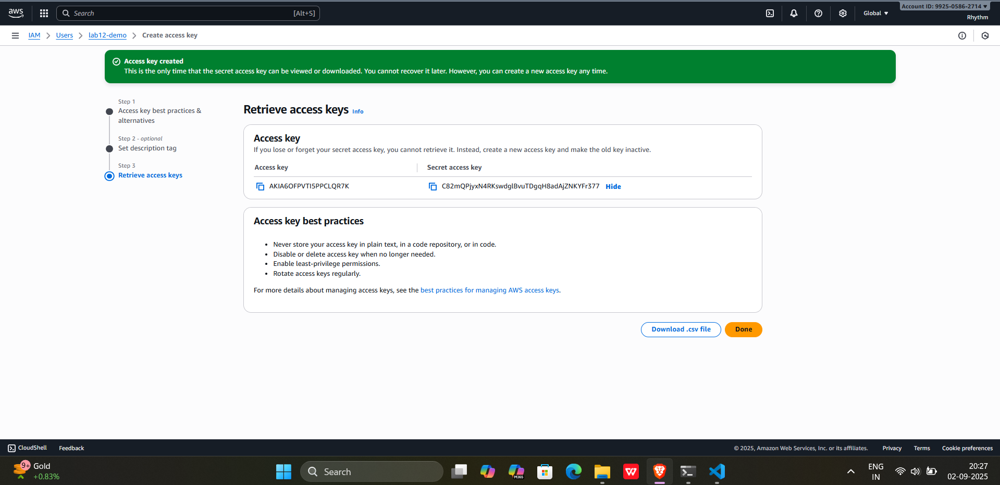 aws
Search
[Alt+S]
Global
Account ID: 9925-0586-2714
Rhythm
IAM
Users
lab12-demo
Create access key
Access key created
This is the only time that the secret access key can be viewed or downloaded. You cannot recover it later. However, you can create a new access key any time.
Step 1
Access key best practices &
alternatives
Step 2 - optional
Set description tag
Step 3
Retrieve access keys
Retrieve access keys Info
Access key
If you lose or forget your secret access key, you cannot retrieve it. Instead, create a new access key and make the old key inactive.
Access key
Secret access key
AKIA6OFPVTI5PPCLQR7K
C82mQPjyxN4RKswdglBvuTDgqH8adAjZNKYFr377 Hide
Access key best practices
• Never store your access key in plain text, in a code repository, or in code.
• Disable or delete access key when no longer needed.
• Enable least-privilege permissions.
• Rotate access keys regularly.
For more details about managing access keys, see the best practices for managing AWS access keys.
Download .csv file
Done
CloudShell
Feedback
© 2025, Amazon Web Services, Inc. or its affiliates.
Privacy
Terms
Cookie preferences
9+
Gold
+0.83%
Search
M365
W
ENG
IN
20:27
02-09-2025